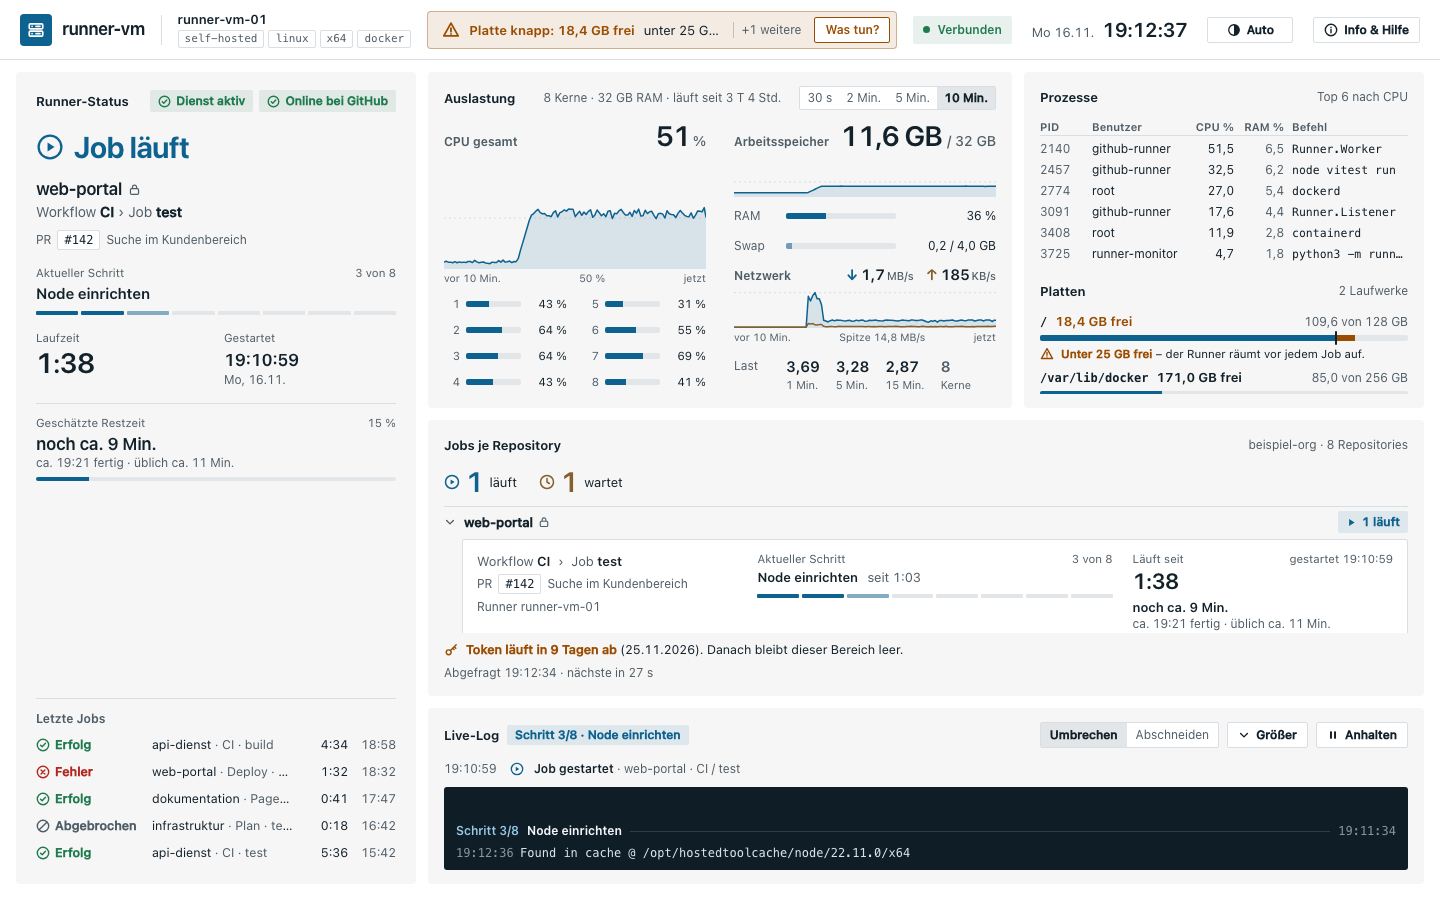 runner-vm
runner-vm-01
self-hosted linux x64 docker
Platte knapp: 18,4 GB frei unter 25 G... +1 weitere Was tun?
Verbunden
Mo 16.11. 19:12:37
Auto
Info & Hilfe
Runner-Status Dienst aktiv Online bei GitHub
Job läuft
web-portal
Workflow CI › Job test
PR #142 Suche im Kundenbereich
Aktueller Schritt 3 von 8
Node einrichten
Laufzeit Gestartet
1:38 19:10:59
Mo, 16.11.
Geschätzte Restzeit 15 %
noch ca. 9 Min.
ca. 19:21 fertig · üblich ca. 11 Min.
Letzte Jobs
Erfolg api-dienst · CI · build 4:34 18:58
Fehler web-portal · Deploy · ... 1:32 18:32
Erfolg dokumentation · Page... 0:41 17:47
Abgebrochen infrastruktur · Plan · te... 0:18 16:42
Erfolg api-dienst · CI · test 5:36 15:42
Auslastung 8 Kerne · 32 GB RAM · läuft seit 3 T 4 Std. 30 s 2 Min. 5 Min. 10 Min.
CPU gesamt 51 %
vor 10 Min. 50 % jetzt
1 43 % 5 31 %
2 64 % 6 55 %
3 64 % 7 69 %
4 43 % 8 41 %
Arbeitsspeicher 11,6 GB / 32 GB
RAM 36 %
Swap 0,2 / 4,0 GB
Netzwerk 1,7 MB/s 185 KB/s
vor 10 Min. Spitze 14,8 MB/s jetzt
Last 3,69 3,28 2,87 8
1 Min. 5 Min. 15 Min. Kerne
Prozesse Top 6 nach CPU
PID Benutzer CPU % RAM % Befehl
2140 github-runner 51,5 6,5 Runner.Worker
2457 github-runner 32,5 6,2 node vitest run
2774 root 27,0 5,4 dockerd
3091 github-runner 17,6 4,4 Runner.Listener
3408 root 11,9 2,8 containerd
3725 runner-monitor 4,7 1,8 python3 -m runn...
Platten 2 Laufwerke
/ 18,4 GB frei 109,6 von 128 GB
Unter 25 GB frei – der Runner räumt vor jedem Job auf.
/var/lib/docker 171,0 GB frei 85,0 von 256 GB
Jobs je Repository beispiel-org · 8 Repositories
1 läuft 1 wartet
web-portal 1 läuft
Workflow CI › Job test
PR #142 Suche im Kundenbereich
Runner runner-vm-01
Aktueller Schritt 3 von 8
Node einrichten seit 1:03
Läuft seit gestartet 19:10:59
1:38
noch ca. 9 Min.
ca. 19:21 fertig · üblich ca. 11 Min.
Token läuft in 9 Tagen ab (25.11.2026). Danach bleibt dieser Bereich leer.
Abgefragt 19:12:34 · nächste in 27 s
Live-Log Schritt 3/8 · Node einrichten Umbrechen Abschneiden Größer Anhalten
19:10:59 Job gestartet · web-portal · CI / test
Schritt 3/8 Node einrichten 19:11:34
19:12:36 Found in cache @ /opt/hostedtoolcache/node/22.11.0/x64